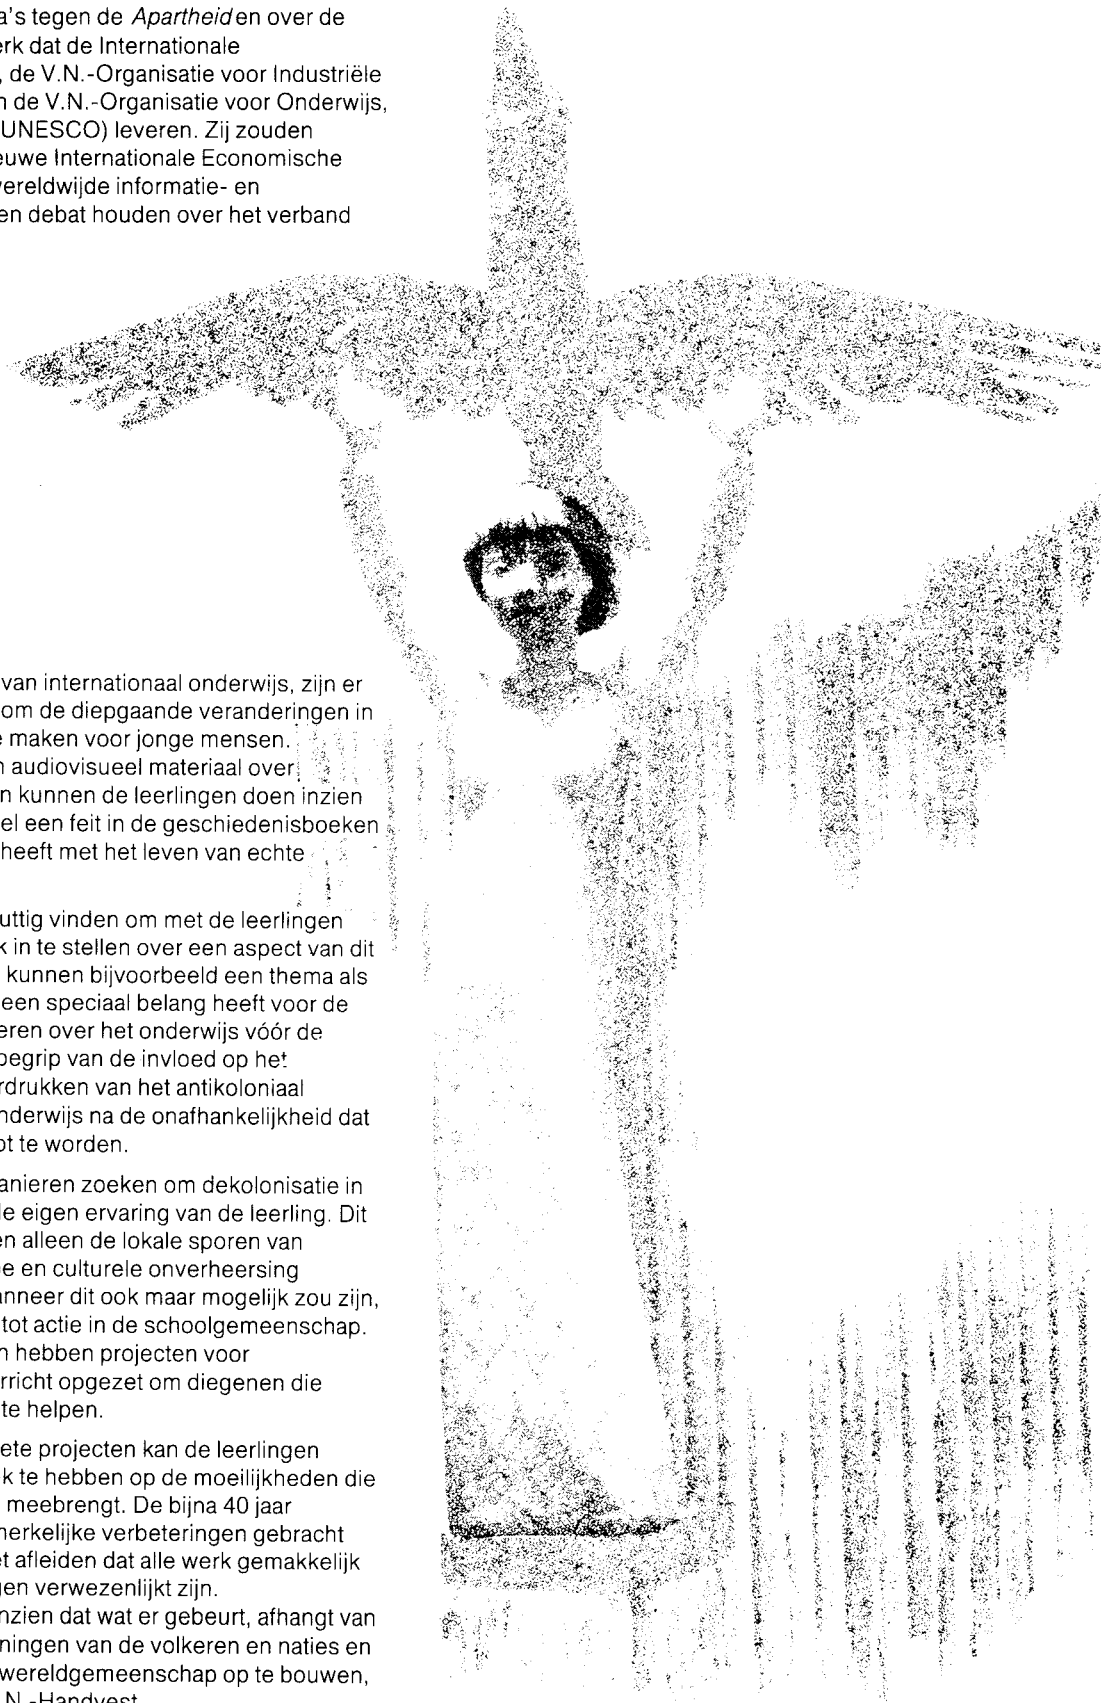 a's tegen de Apartheid en over de
erk dat de Internationale
, de V.N.-Organisatie voor Industriële
n de V.N.-Organisatie voor Onderwijs,
UNESCO) leveren. Zij zouden
euwe Internationale Economische
wereldwijde informatie- en
en debat houden over het verband
van internationaal onderwijs, zijn er
om de diepgaande veranderingen in
e maken voor jonge mensen.
n audiovisueel materiaal over
n kunnen de leerlingen doen inzien
el een feit in de geschiedenisboeken
heeft met het leven van echte
uttig vinden om met de leerlingen
k in te stellen over een aspect van dit
kunnen bijvoorbeeld een thema als
een speciaal belang heeft voor de
eren over het onderwijs vóór de
begrip van de invloed op het
rdrukken van het antikoloniaal
nderwijs na de onafhankelijkheid dat
ot te worden.
anieren zoeken om dekolonisatie in
le eigen ervaring van de leerling. Dit
en alleen de lokale sporen van
e en culturele onverheersing
anneer dit ook maar mogelijk zou zijn,
tot actie in de schoolgemeenschap.
n hebben projecten voor
rricht opgezet om diegenen die
te helpen.
ete projecten kan de leerlingen
k te hebben op de moeilijkheden die
meebrengt. De bijna 40 jaar
merkelijke verbeteringen gebracht
et afleiden dat alle werk gemakkelijk
gen verwezenlijkt zijn.
nzien dat wat er gebeurt, afhangt van
ningen van de volkeren en naties en
wereldgemeenschap op te bouwen,
N.-Handvest